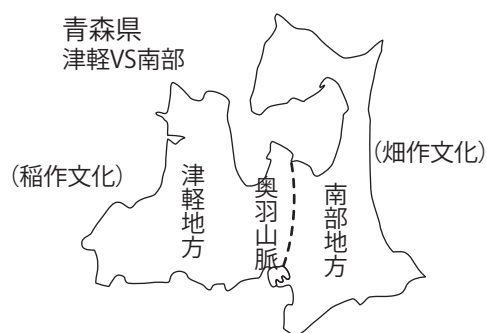 青森県
津軽VS南部
(稲作文化)
津軽地方
奥羽山脈
南部地方
(畑作文化)